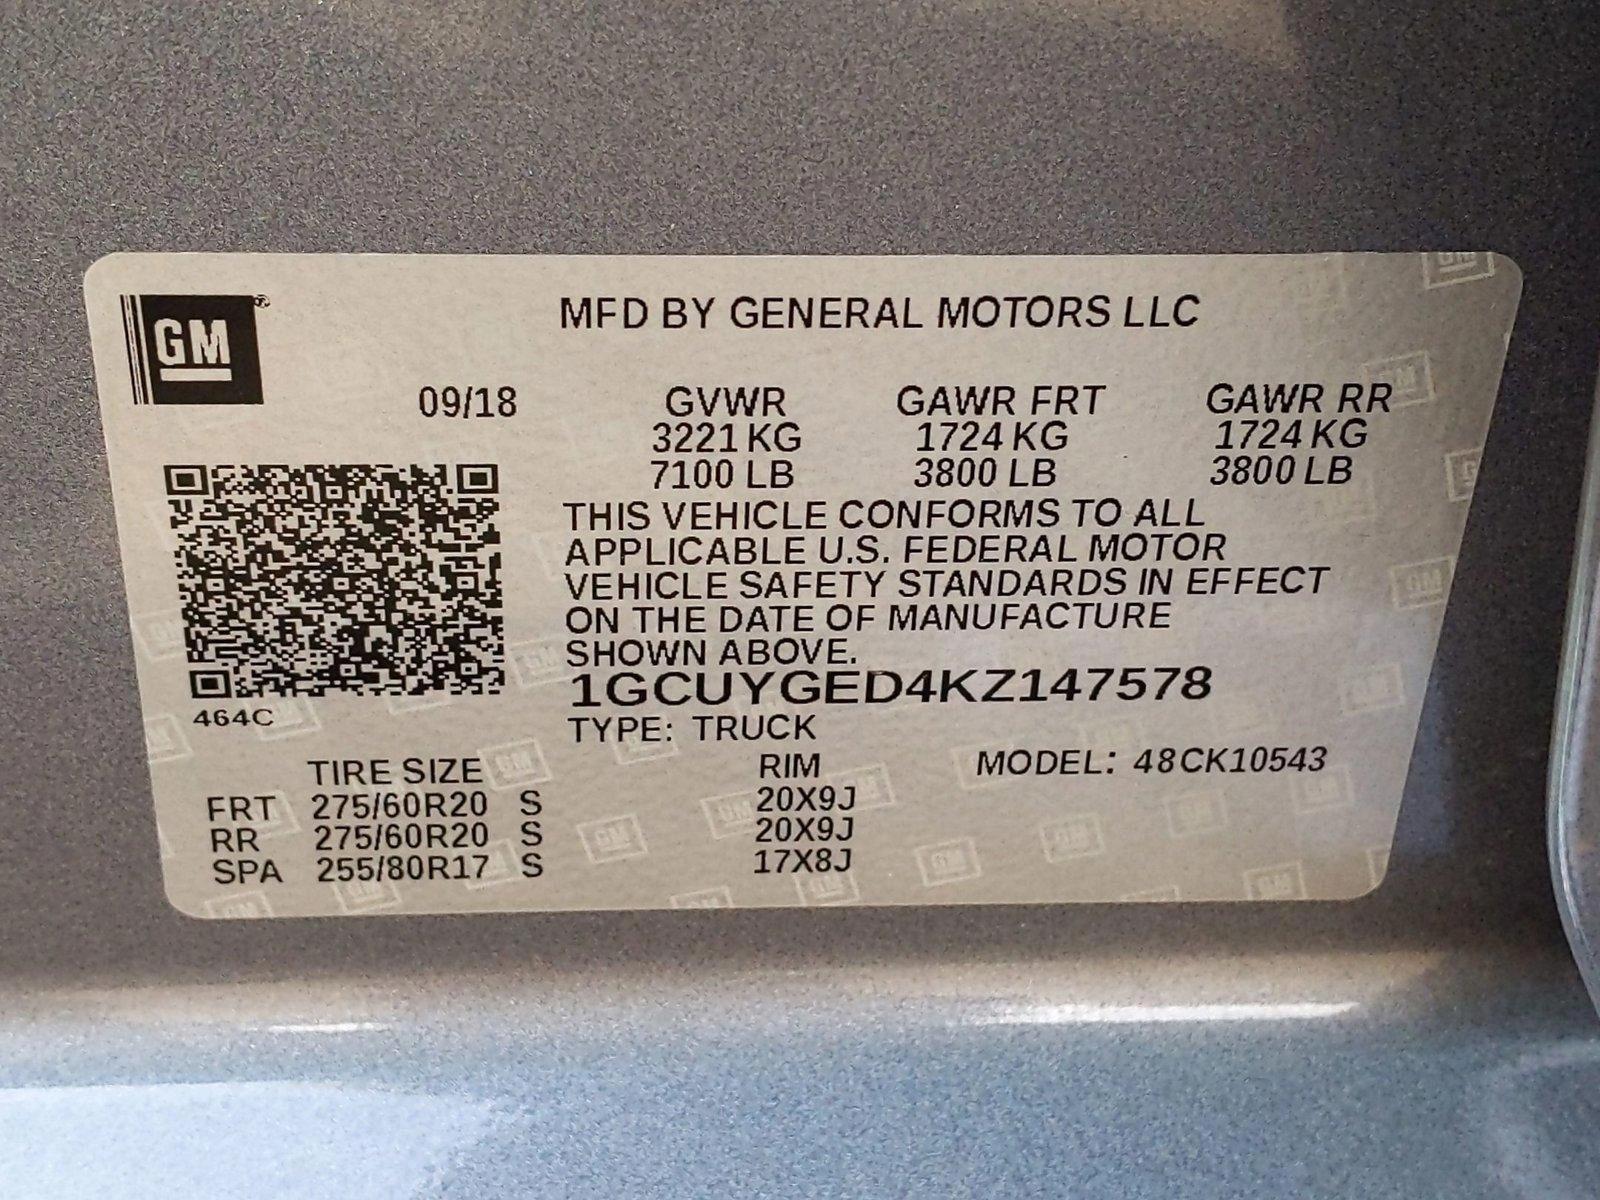 GM
MFD BY GENERAL MOTORS LLC
09/18 GVWR GAWR FRT GAWR RR
3221 KG 1724 KG 1724 KG
7100 LB 3800 LB 3800 LB
THIS VEHICLE CONFORMS TO ALL
APPLICABLE U.S. FEDERAL MOTOR
VEHICLE SAFETY STANDARDS IN EFFECT
ON THE DATE OF MANUFACTURE
SHOWN ABOVE.
1GCUYGED4KZ147578
464C
TYPE: TRUCK
TIRE SIZE RIM MODEL: 48CK10543
FRT 275/60R20 S 20X9J
RR 275/60R20 S 20X9J
SPA 255/80R17 S 17X8J